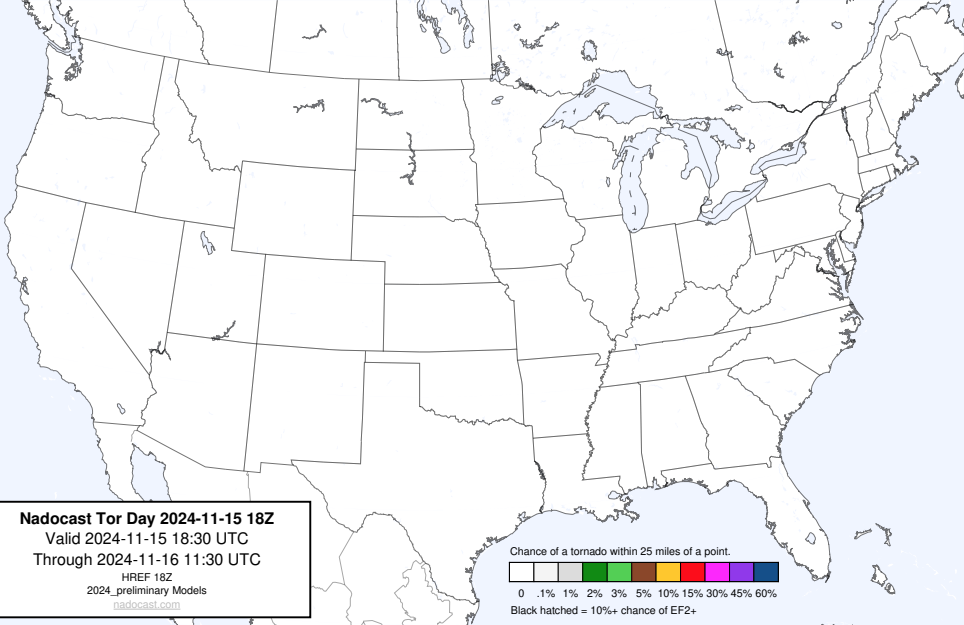 Nadocast Tor Day 2024-11-15 18Z
Valid 2024-11-15 18:30 UTC
Through 2024-11-16 11:30 UTC
HREF 18Z
2024_preliminary Models
nadocast.com
Chance of a tornado within 25 miles of a point.
0 .1% 1% 2% 3% 5% 10% 15% 30% 45% 60%
Black hatched = 10%+ chance of EF2+